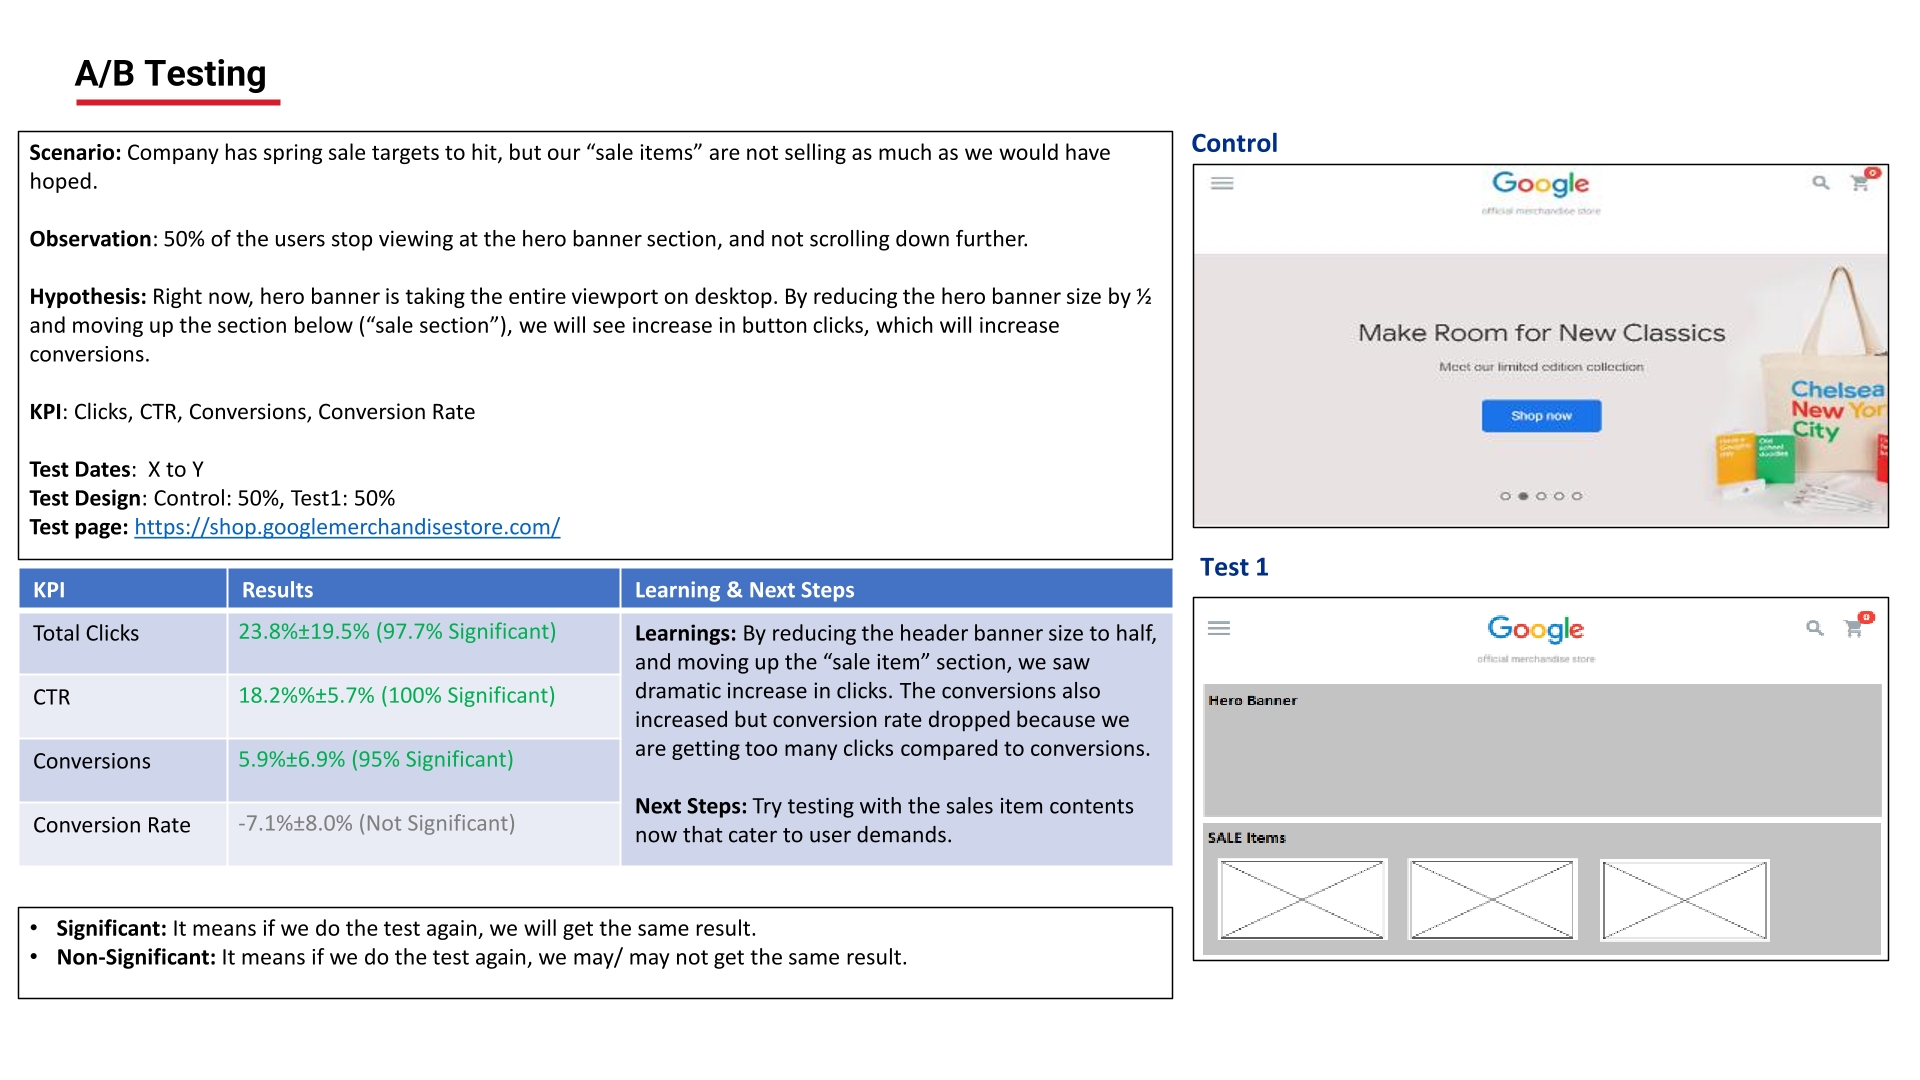 A/B Testing
Scenario: Company has spring sale targets to hit, but our “sale items” are not selling as much as we would have
hoped.
Observation: 50% of the users stop viewing at the hero banner section, and not scrolling down further.
Hypothesis: Right now, hero banner is taking the entire viewport on desktop. By reducing the hero banner size by ½
and moving up the section below (“sale section”), we will see increase in button clicks, which will increase
conversions.
KPI: Clicks, CTR, Conversions, Conversion Rate
Test Dates:  X to Y
Test Design: Control: 50%, Test1: 50%
Test page: https://shop.googlemerchandisestore.com/
KPI
Results
Learning & Next Steps
Total Clicks
23.8%±19.5% (97.7% Significant)
CTR
18.2%%±5.7% (100% Significant)
Conversions
5.9%±6.9% (95% Significant)
Conversion Rate
-7.1%±8.0% (Not Significant)
Learnings: By reducing the header banner size to half,
and moving up the “sale item” section, we saw
dramatic increase in clicks. The conversions also
increased but conversion rate dropped because we
are getting too many clicks compared to conversions.
Next Steps: Try testing with the sales item contents
now that cater to user demands.
• Significant: It means if we do the test again, we will get the same result.
• Non-Significant: It means if we do the test again, we may/ may not get the same result.
Control
Google
0
official merchandise store
Make Room for New Classics
Meet our limited edition collection
Shop now
Chelsea
New Yor
City
Test 1
Google
0
official merchandise store
Hero Banner
SALE Items